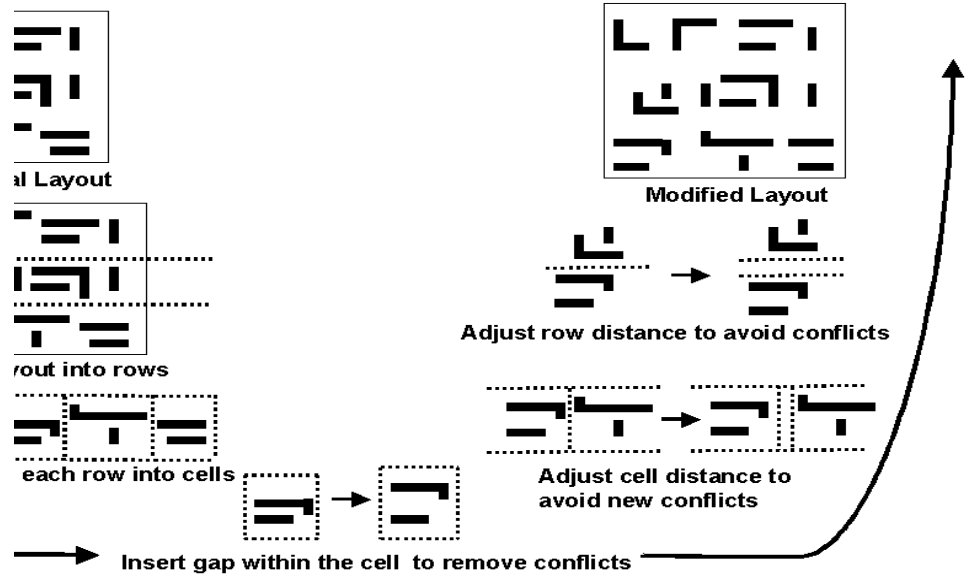 al Layout
yout into rows
each row into cells
Insert gap within the cell to remove conflicts
Adjust cell distance to
avoid new conflicts
Adjust row distance to avoid conflicts
Modified Layout